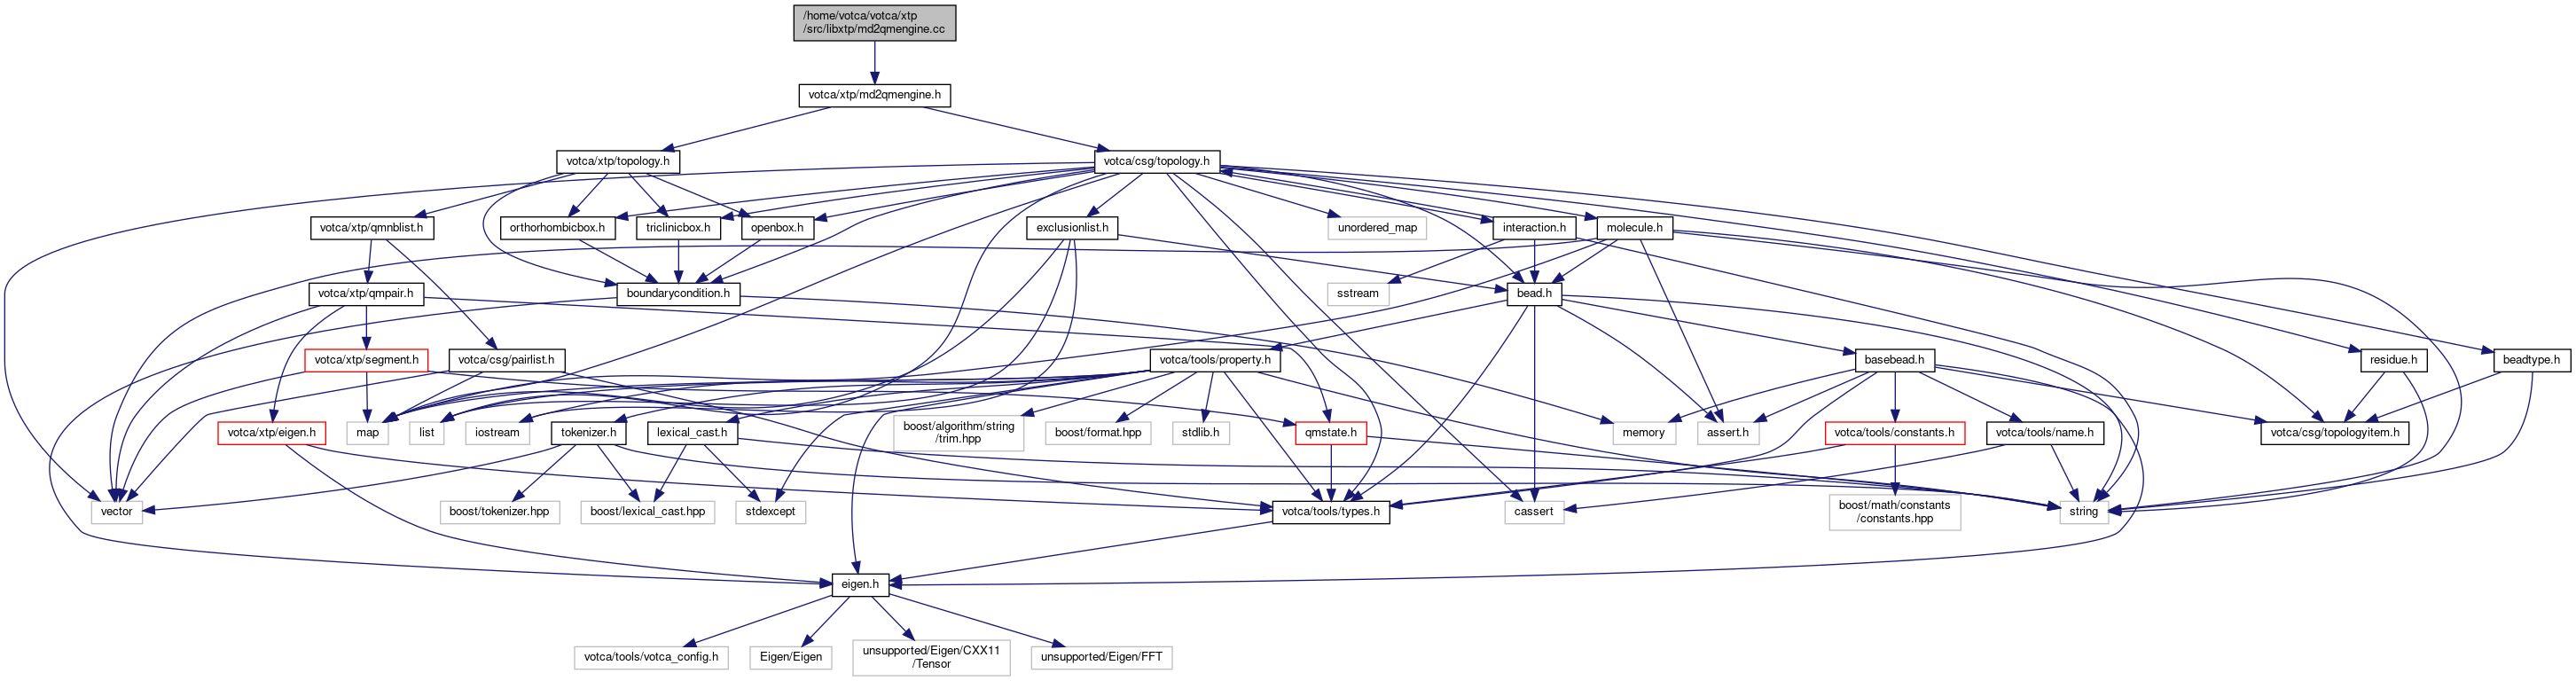 /home/votca/votca/xtp
/src/libxtp/md2qmengine.cc
votca/xtp/md2qmengine.h
votca/xtp/topology.h
votca/csg/topology.h
votca/xtp/qmnblist.h
orthorhombicbox.h
triclinicbox.h
openbox.h
exclusionlist.h
unordered_map
interaction.h
molecule.h
votca/xtp/qmpair.h
boundarycondition.h
sstream
bead.h
votca/xtp/segment.h
votca/csg/pairlist.h
votca/tools/property.h
basebead.h
residue.h
beadtype.h
votca/xtp/eigen.h
map
list
iostream
tokenizer.h
lexical_cast.h
boost/algorithm/string
/trim.hpp
boost/format.hpp
stdlib.h
qmstate.h
memory
assert.h
votca/tools/constants.h
votca/tools/name.h
votca/csg/topologyitem.h
vector
boost/tokenizer.hpp
boost/lexical_cast.hpp
stdexcept
votca/tools/types.h
cassert
boost/math/constants
/constants.hpp
string
eigen.h
votca/tools/votca_config.h
Eigen/Eigen
unsupported/Eigen/CXX11
/Tensor
unsupported/Eigen/FFT